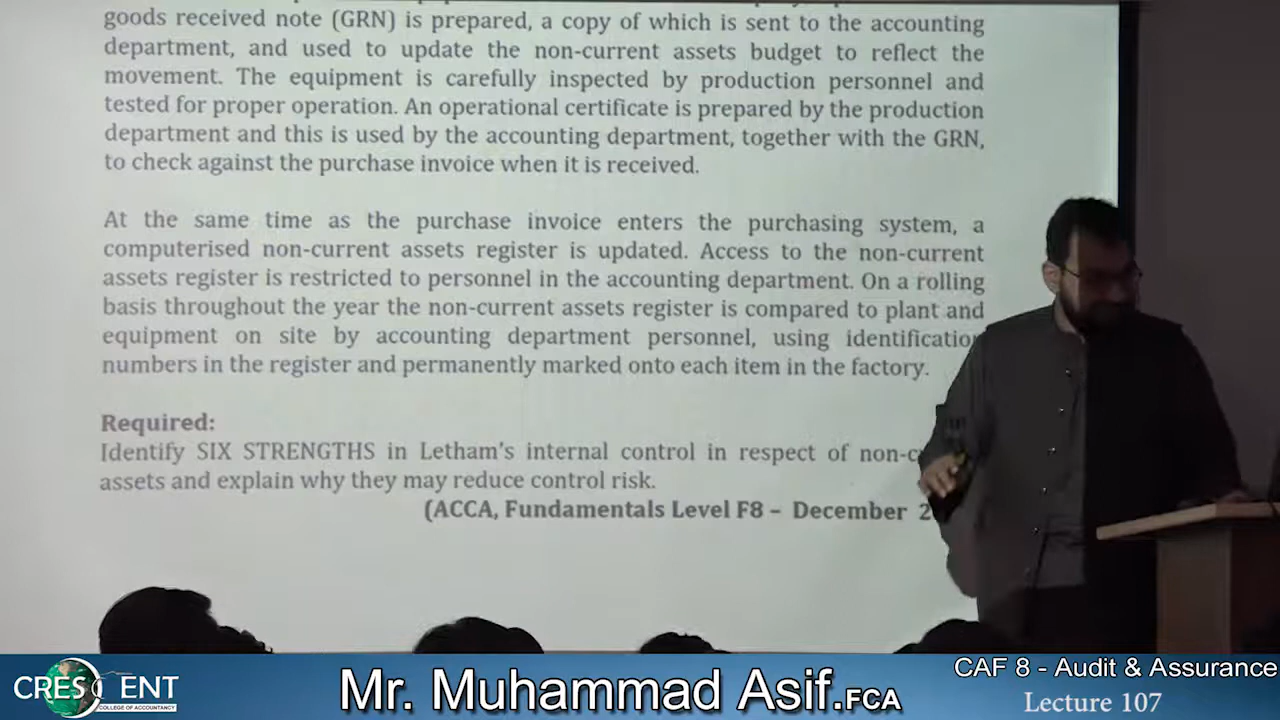 goods received note (GRN) is prepared, a copy of which is sent to the accounting
department, and used to update the non-current assets budget to reflect the
movement. The equipment is carefully inspected by production personnel and
tested for proper operation. An operational certificate is prepared by the production
department and this is used by the accounting department, together with the GRN,
to check against the purchase invoice when it is received.
At the same time as the purchase invoice enters the purchasing system, a
computerised non-current assets register is updated. Access to the non-current
assets register is restricted to personnel in the accounting department. On a rolling
basis throughout the year the non-current assets register is compared to plant and
equipment on site by accounting department personnel, using identification
numbers in the register and permanently marked onto each item in the factory.
Required:
Identify SIX STRENGTHS in Letham's internal control in respect of
assets and explain why they may reduce control risk.
(ACCA, Fundamentals Level F8 – December 2
CRESCENT
COLLEGE OF ACCOUNTANCY
Mr. Muhammad Asif.FCA
CAF 8 - Audit & Assurance
Lecture 107